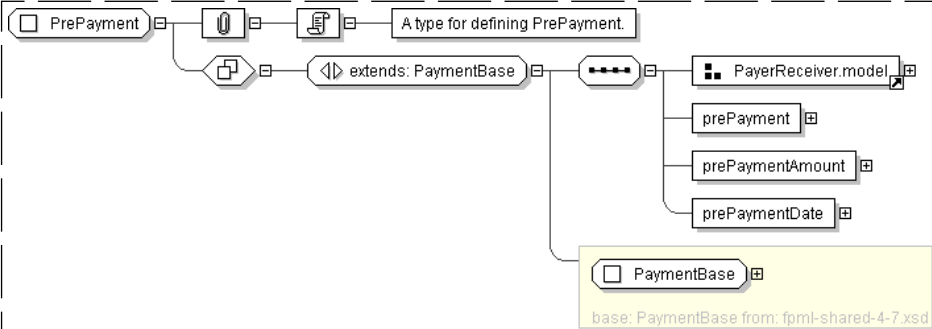 PrePayment
A type for defining PrePayment.
extends: PaymentBase
PayerReceiver.model
prePayment
prePaymentAmount
prePaymentDate
PaymentBase
base: PaymentBase from: fpml-shared-4-7.xsd